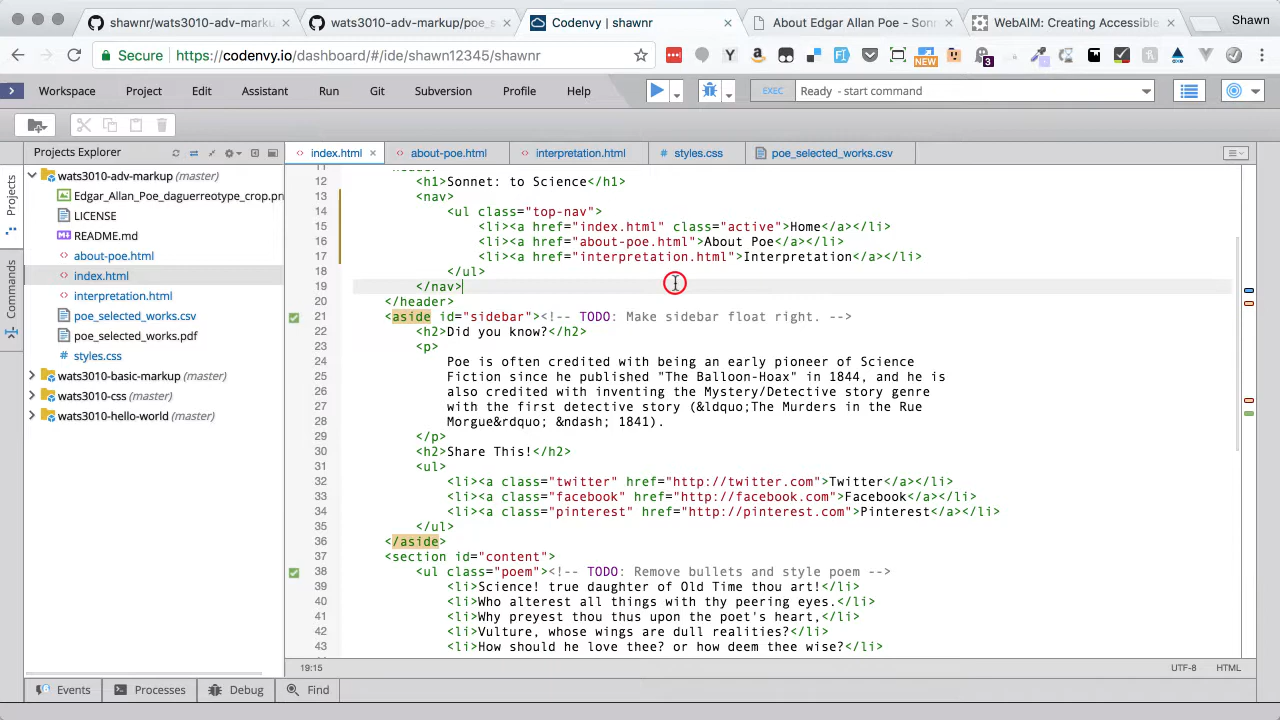 shawnr/wats3010-adv-marku
wats3010-adv-markup/poe_s
Codenvy | shawnr
About Edgar Allan Poe - Sonn
WebAIM: Creating Accessible
Shawn
Secure https://codenvy.io/dashboard/#/ide/shawn12345/shawnr
NEW
3
Workspace Project Edit Assistant Run Git Subversion Profile Help
EXEC Ready - start command
Projects Explorer
index.html
about-poe.html
interpretation.html
styles.css
poe_selected_works.csv
Projects
Commands
wats3010-adv-markup (master)
Edgar_Allan_Poe_daguerreotype_crop.pn
LICENSE
README.md
about-poe.html
index.html
interpretation.html
poe_selected_works.csv
poe_selected_works.pdf
styles.css
wats3010-basic-markup (master)
wats3010-css (master)
wats3010-hello-world (master)
12 <h1>Sonnet: to Science</h1>
13 <nav>
14 <ul class="top-nav">
15 <li><a href="index.html" class="active">Home</a></li>
16 <li><a href="about-poe.html">About Poe</a></li>
17 <li><a href="interpretation.html">Interpretation</a></li>
18 </ul>
19 </nav>
20 </header>
21 <aside id="sidebar"><!-- TODO: Make sidebar float right. -->
22 <h2>Did you know?</h2>
23 <p>
24 Poe is often credited with being an early pioneer of Science
25 Fiction since he published "The Balloon-Hoax" in 1844, and he is
26 also credited with inventing the Mystery/Detective story genre
27 with the first detective story (&ldquo;The Murders in the Rue
28 Morgue&rdquo; &ndash; 1841).
29 </p>
30 <h2>Share This!</h2>
31 <ul>
32 <li><a class="twitter" href="http://twitter.com">Twitter</a></li>
33 <li><a class="facebook" href="http://facebook.com">Facebook</a></li>
34 <li><a class="pinterest" href="http://pinterest.com">Pinterest</a></li>
35 </ul>
36 </aside>
37 <section id="content">
38 <ul class="poem"><!-- TODO: Remove bullets and style poem -->
39 <li>Science! true daughter of Old Time thou art!</li>
40 <li>Who alterest all things with thy peering eyes.</li>
41 <li>Why preyest thou thus upon the poet's heart,</li>
42 <li>Vulture, whose wings are dull realities?</li>
43 <li>How should he love thee? or how deem thee wise?</li>
19:15 UTF-8 HTML
Events Processes Debug Find